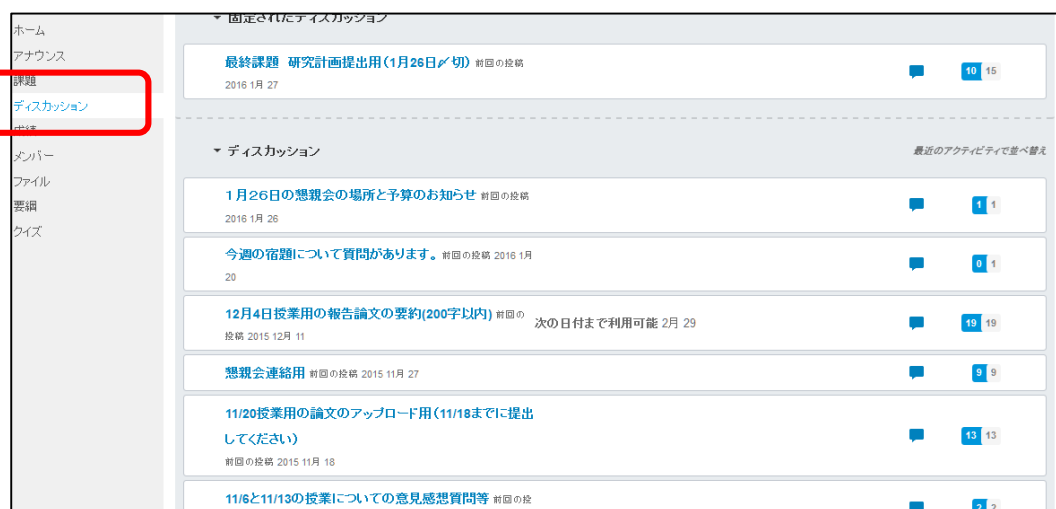 ホーム
アナウンス
課題
ディスカッション
成績
メンバー
ファイル
要綱
クイズ
固定されたディスカッション
最終課題 研究計画提出用(1月26日〆切) 前回の投稿
2016 1月 27
10 15
ディスカッション
最近のアクティビティで並べ替え
1月26日の懇親会の場所と予算のお知らせ 前回の投稿
2016 1月 26
1 1
今週の宿題について質問があります。 前回の投稿 2016 1月
20
0 1
12月4日授業用の報告論文の要約(200字以内) 前回の
投稿 2015 12月 11
次の日付まで利用可能 2月 29
19 19
懇親会連絡用 前回の投稿 2015 11月 27
9 9
11/20授業用の論文のアップロード用(11/18までに提出
してください)
前回の投稿 2015 11月 18
13 13
11/6と11/13の授業についての意見感想質問等 前回の投
2 2